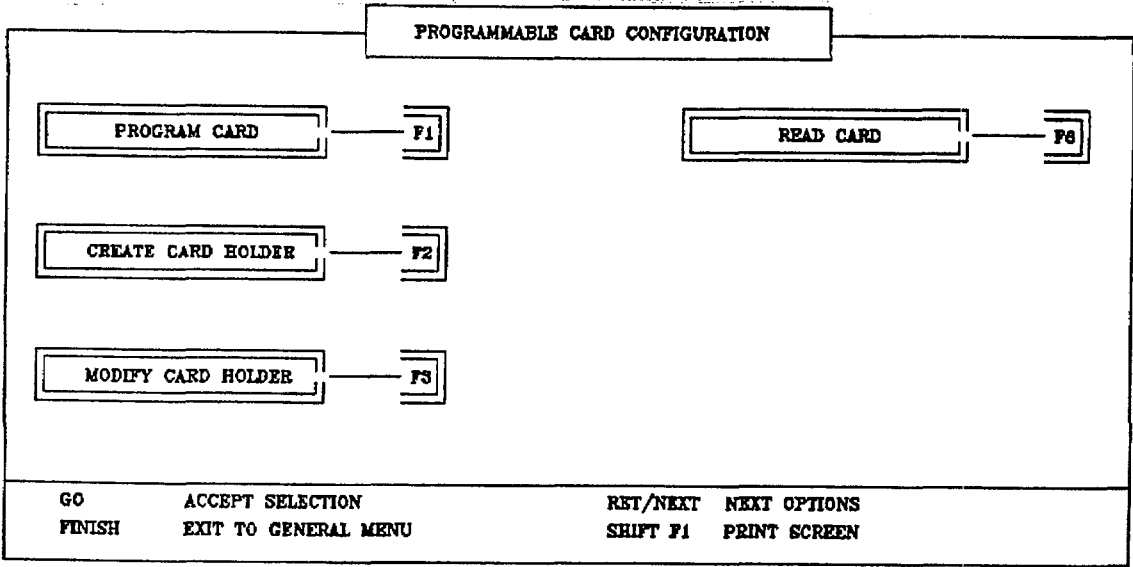 PROGRAMMABLE CARD CONFIGURATION
PROGRAM CARD F1
READ CARD F6
CREATE CARD HOLDER F2
MODIFY CARD HOLDER F3
GO ACCEPT SELECTION RET/NEXT NEXT OPTIONS
FINISH EXIT TO GENERAL MENU SHIFT F1 PRINT SCREEN